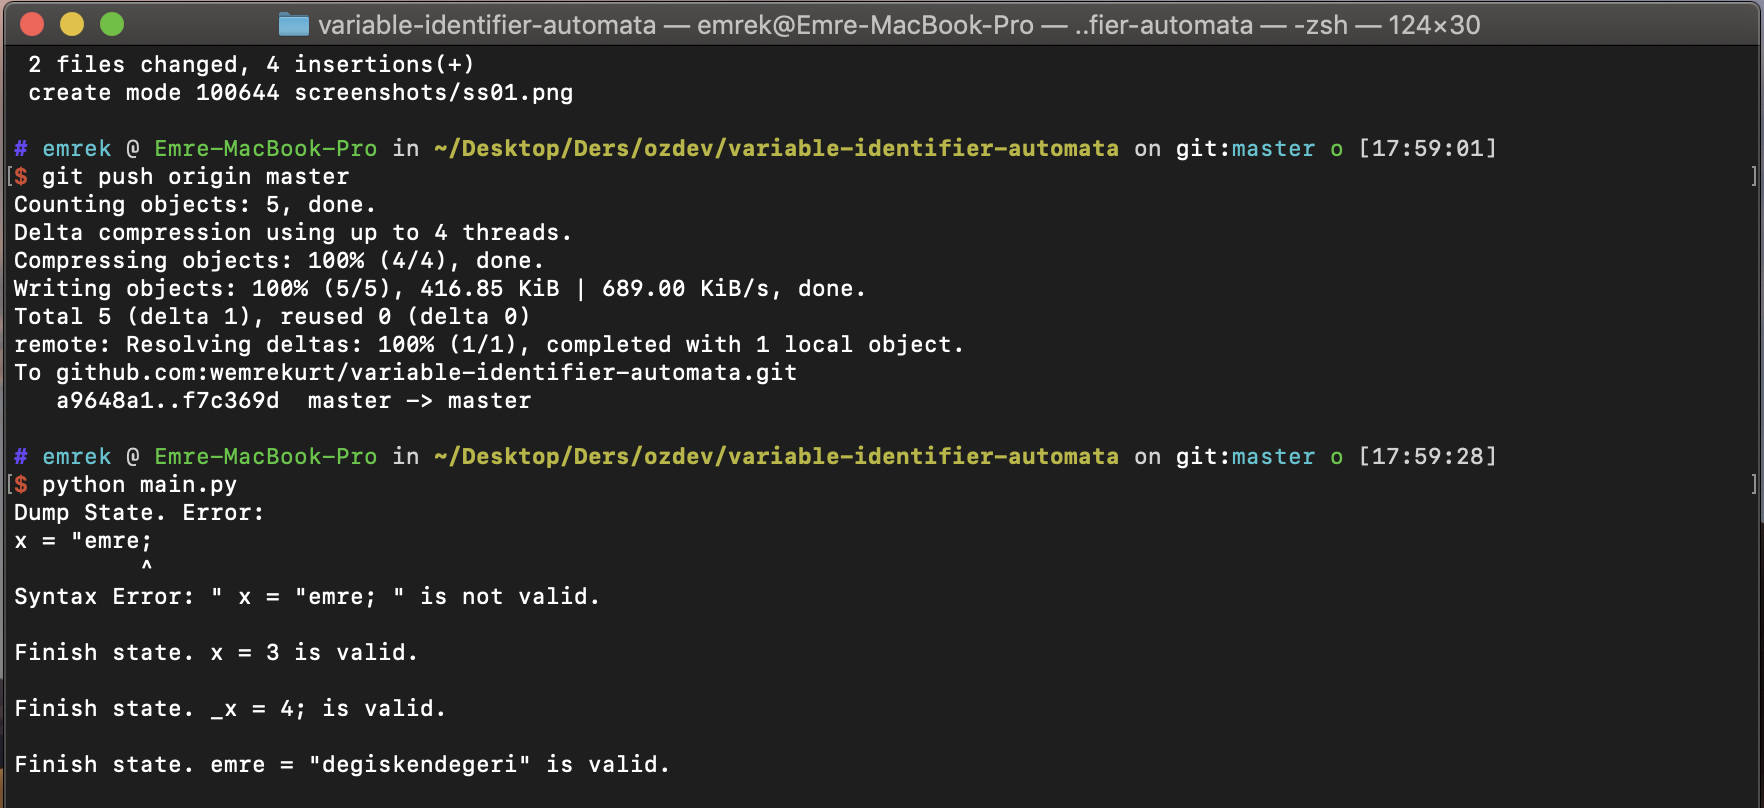 variable-identifier-automata — emrek@Emre-MacBook-Pro — ..fier-automata — -zsh — 124×30
2 files changed, 4 insertions(+)
create mode 100644 screenshots/ss01.png
# emrek @ Emre-MacBook-Pro in ~/Desktop/Ders/ozdev/variable-identifier-automata on git:master o [17:59:01]
[$ git push origin master ]
Counting objects: 5, done.
Delta compression using up to 4 threads.
Compressing objects: 100% (4/4), done.
Writing objects: 100% (5/5), 416.85 KiB | 689.00 KiB/s, done.
Total 5 (delta 1), reused 0 (delta 0)
remote: Resolving deltas: 100% (1/1), completed with 1 local object.
To github.com:wemrekurt/variable-identifier-automata.git
a9648a1..f7c369d  master -> master
# emrek @ Emre-MacBook-Pro in ~/Desktop/Ders/ozdev/variable-identifier-automata on git:master o [17:59:28]
[$ python main.py ]
Dump State. Error:
x = "emre;
^
Syntax Error: " x = "emre; " is not valid.
Finish state. x = 3 is valid.
Finish state. _x = 4; is valid.
Finish state. emre = "degiskendegeri" is valid.